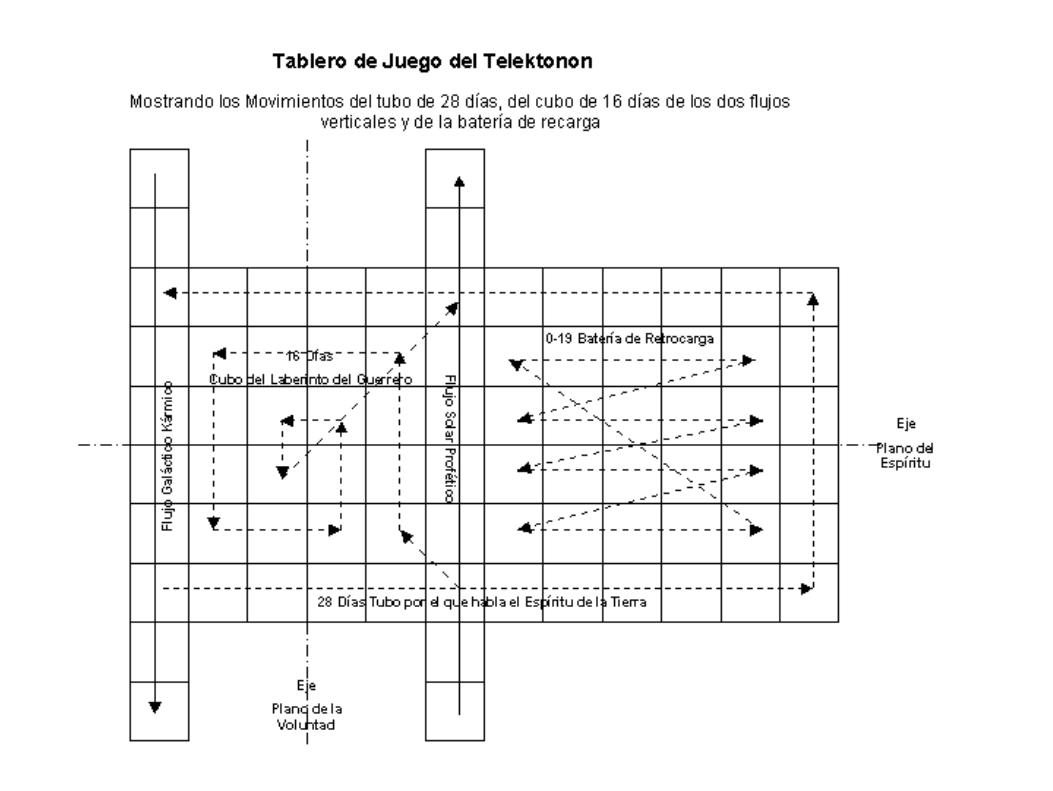 Tablero de Juego del Telektonon
Mostrando los Movimientos del tubo de 28 días, del cubo de 16 días de los dos flujos
verticales y de la batería de recarga
0-19 Batería de Retrocarga
16 Días
Cubo del Laberinto del Guerrero
Flujo Galáctico Kármico
Flujo Solar Profético
Eje
Plano del
Espíritu
28 Días Tubo por el que habla el Espíritu de la Tierra
Eje
Plano de la
Voluntad